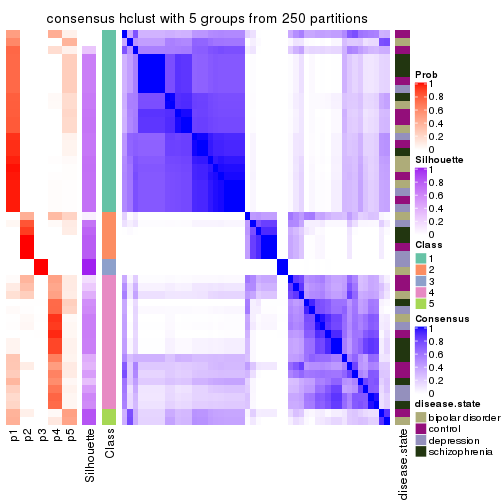 consensus hclust with 5 groups from 250 partitions
Prob
1
0.8
0.6
0.4
0.2
0
Silhouette
1
0.8
0.6
0.4
0.2
0
Class
1
2
3
4
5
Consensus
1
0.8
0.6
0.4
0.2
0
disease.state
bipolar disorder
control
depression
schizophrenia
p1
p2
p3
p4
p5
Silhouette
Class
disease.state